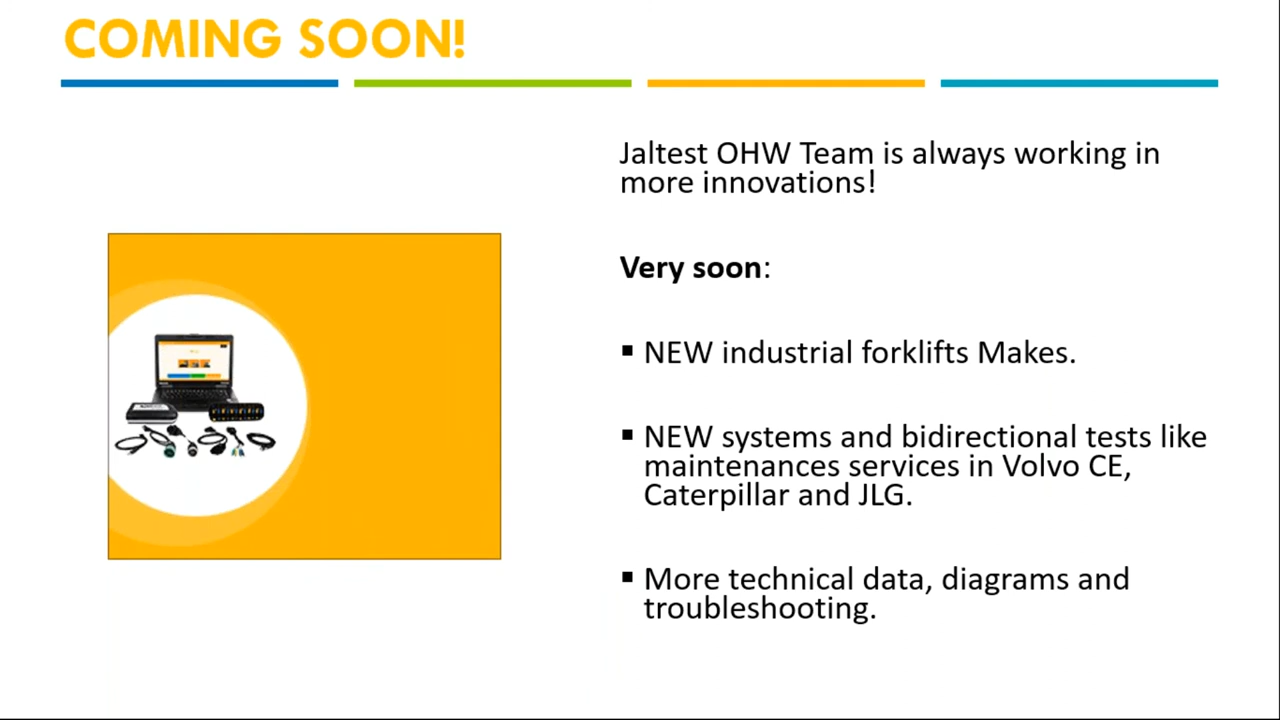 COMING SOON!
Jaltest OHW Team is always working in
more innovations!
Very soon:
▪ NEW industrial forklifts Makes.
▪ NEW systems and bidirectional tests like
maintenances services in Volvo CE,
Caterpillar and JLG.
▪ More technical data, diagrams and
troubleshooting.